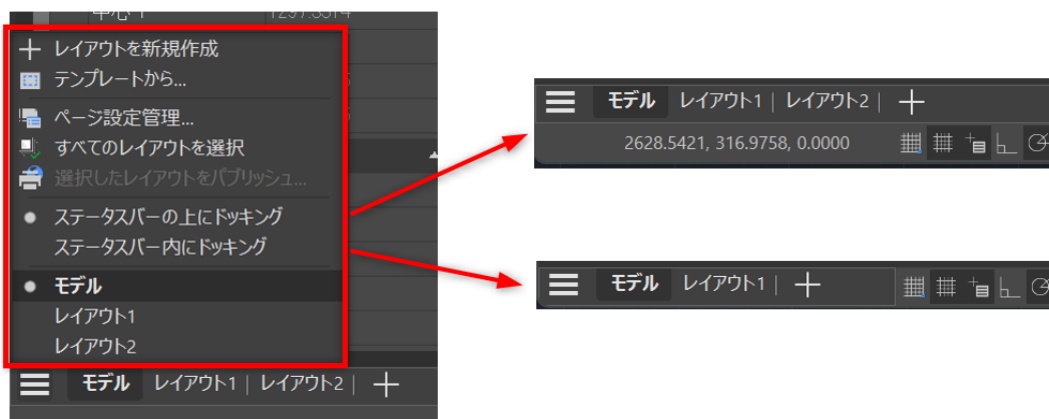 レイアウトを新規作成
テンプレートから...
ページ設定管理...
すべてのレイアウトを選択
選択したレイアウトをパブリッシュ...
ステータスバーの上にドッキング
ステータスバー内にドッキング
モデル
レイアウト1
レイアウト2
モデル レイアウト1 | レイアウト2 |
モデル レイアウト1 | レイアウト2 |
2628.5421, 316.9758, 0.0000
モデル レイアウト1 |